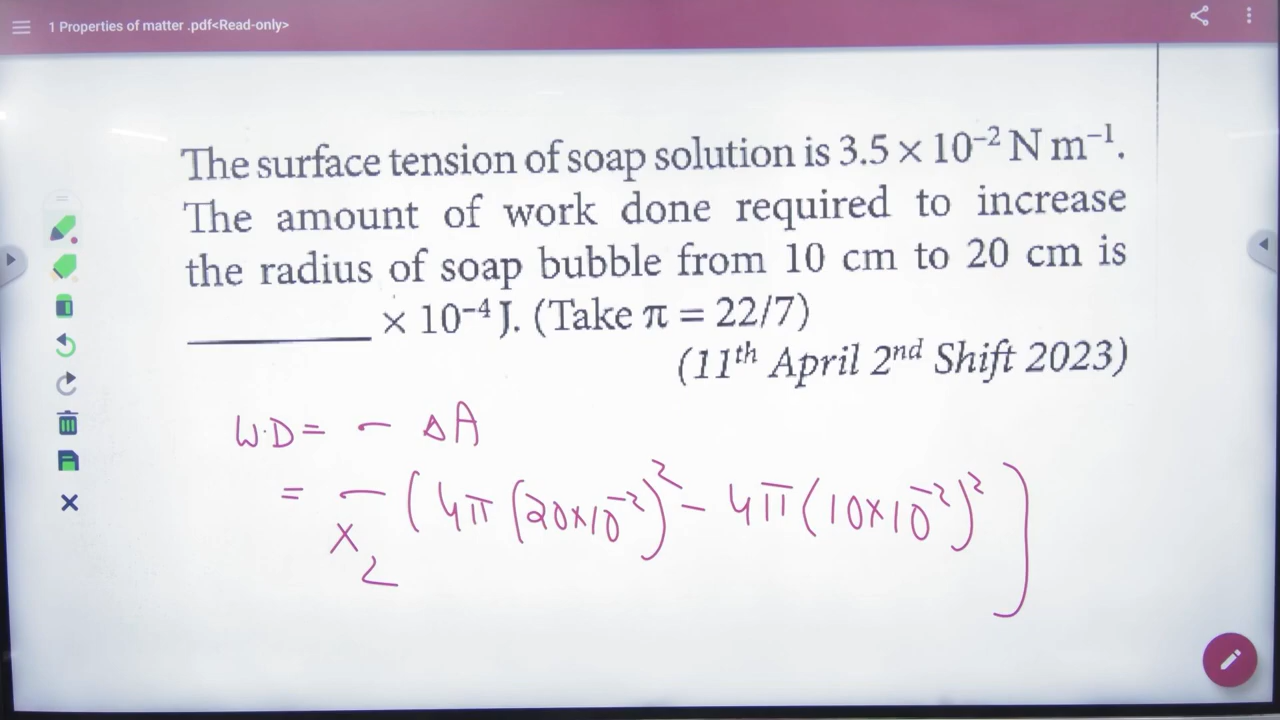 1 Properties of matter .pdf<Read-only>
The surface tension of soap solution is 3.5 × 10⁻² N m⁻¹.
The amount of work done required to increase
the radius of soap bubble from 10 cm to 20 cm is
__________ × 10⁻⁴ J. (Take π = 22/7)
(11th April 2nd Shift 2023)
W.D = – ΔA
= – (4π(20×10⁻²)² – 4π(10×10⁻²)²)
× 2